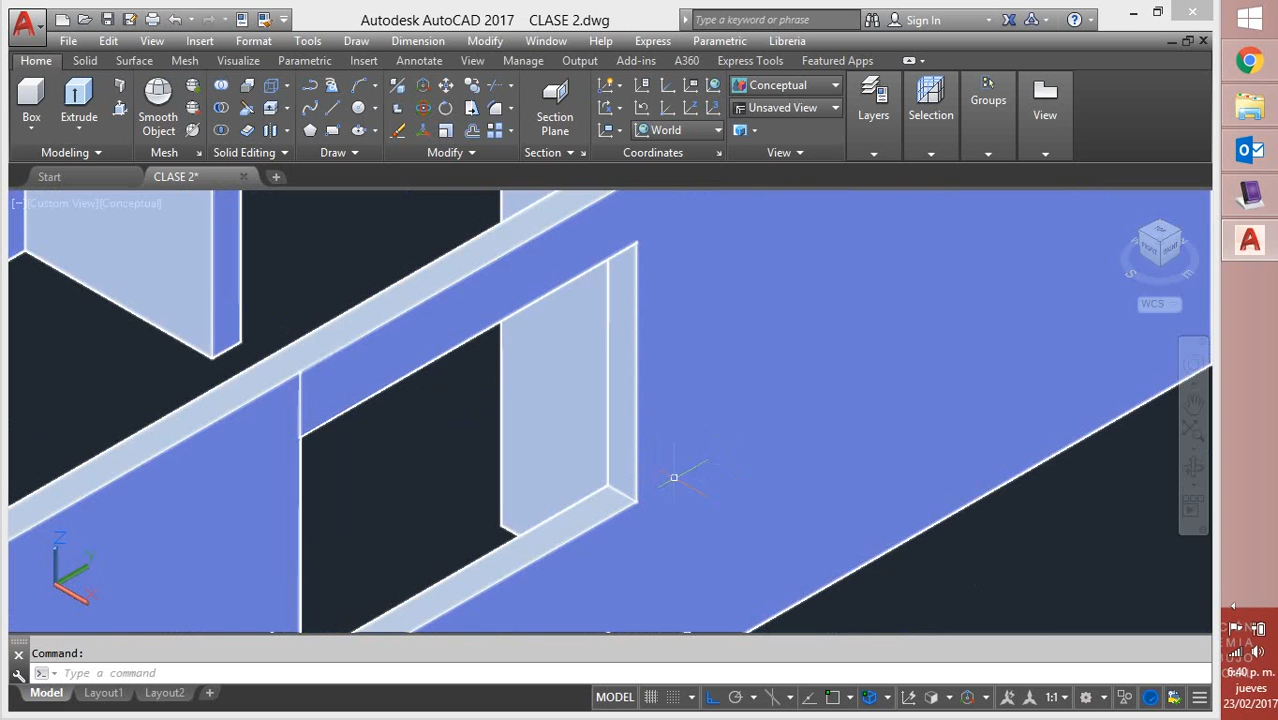 Autodesk AutoCAD 2017 CLASE 2.dwg
Type a keyword or phrase
Sign In
File Edit View Insert Format Tools Draw Dimension Modify Window Help Express Parametric Libreria
Home Solid Surface Mesh Visualize Parametric Insert Annotate View Manage Output Add-ins A360 Express Tools Featured Apps
Box
Extrude
Smooth
Object
Section
Plane
Conceptual
Unsaved View
World
Layers
Selection
Groups
View
Modeling
Mesh
Solid Editing
Draw
Modify
Section
Coordinates
View
Start
CLASE 2*
[−][Custom View][Conceptual]
TOP
FRONT
RIGHT
S
E
WCS
Z
Y
X
Command:
Type a command
Model Layout1 Layout2
MODEL
1:1
6:40 p. m.
jueves
23/02/2017